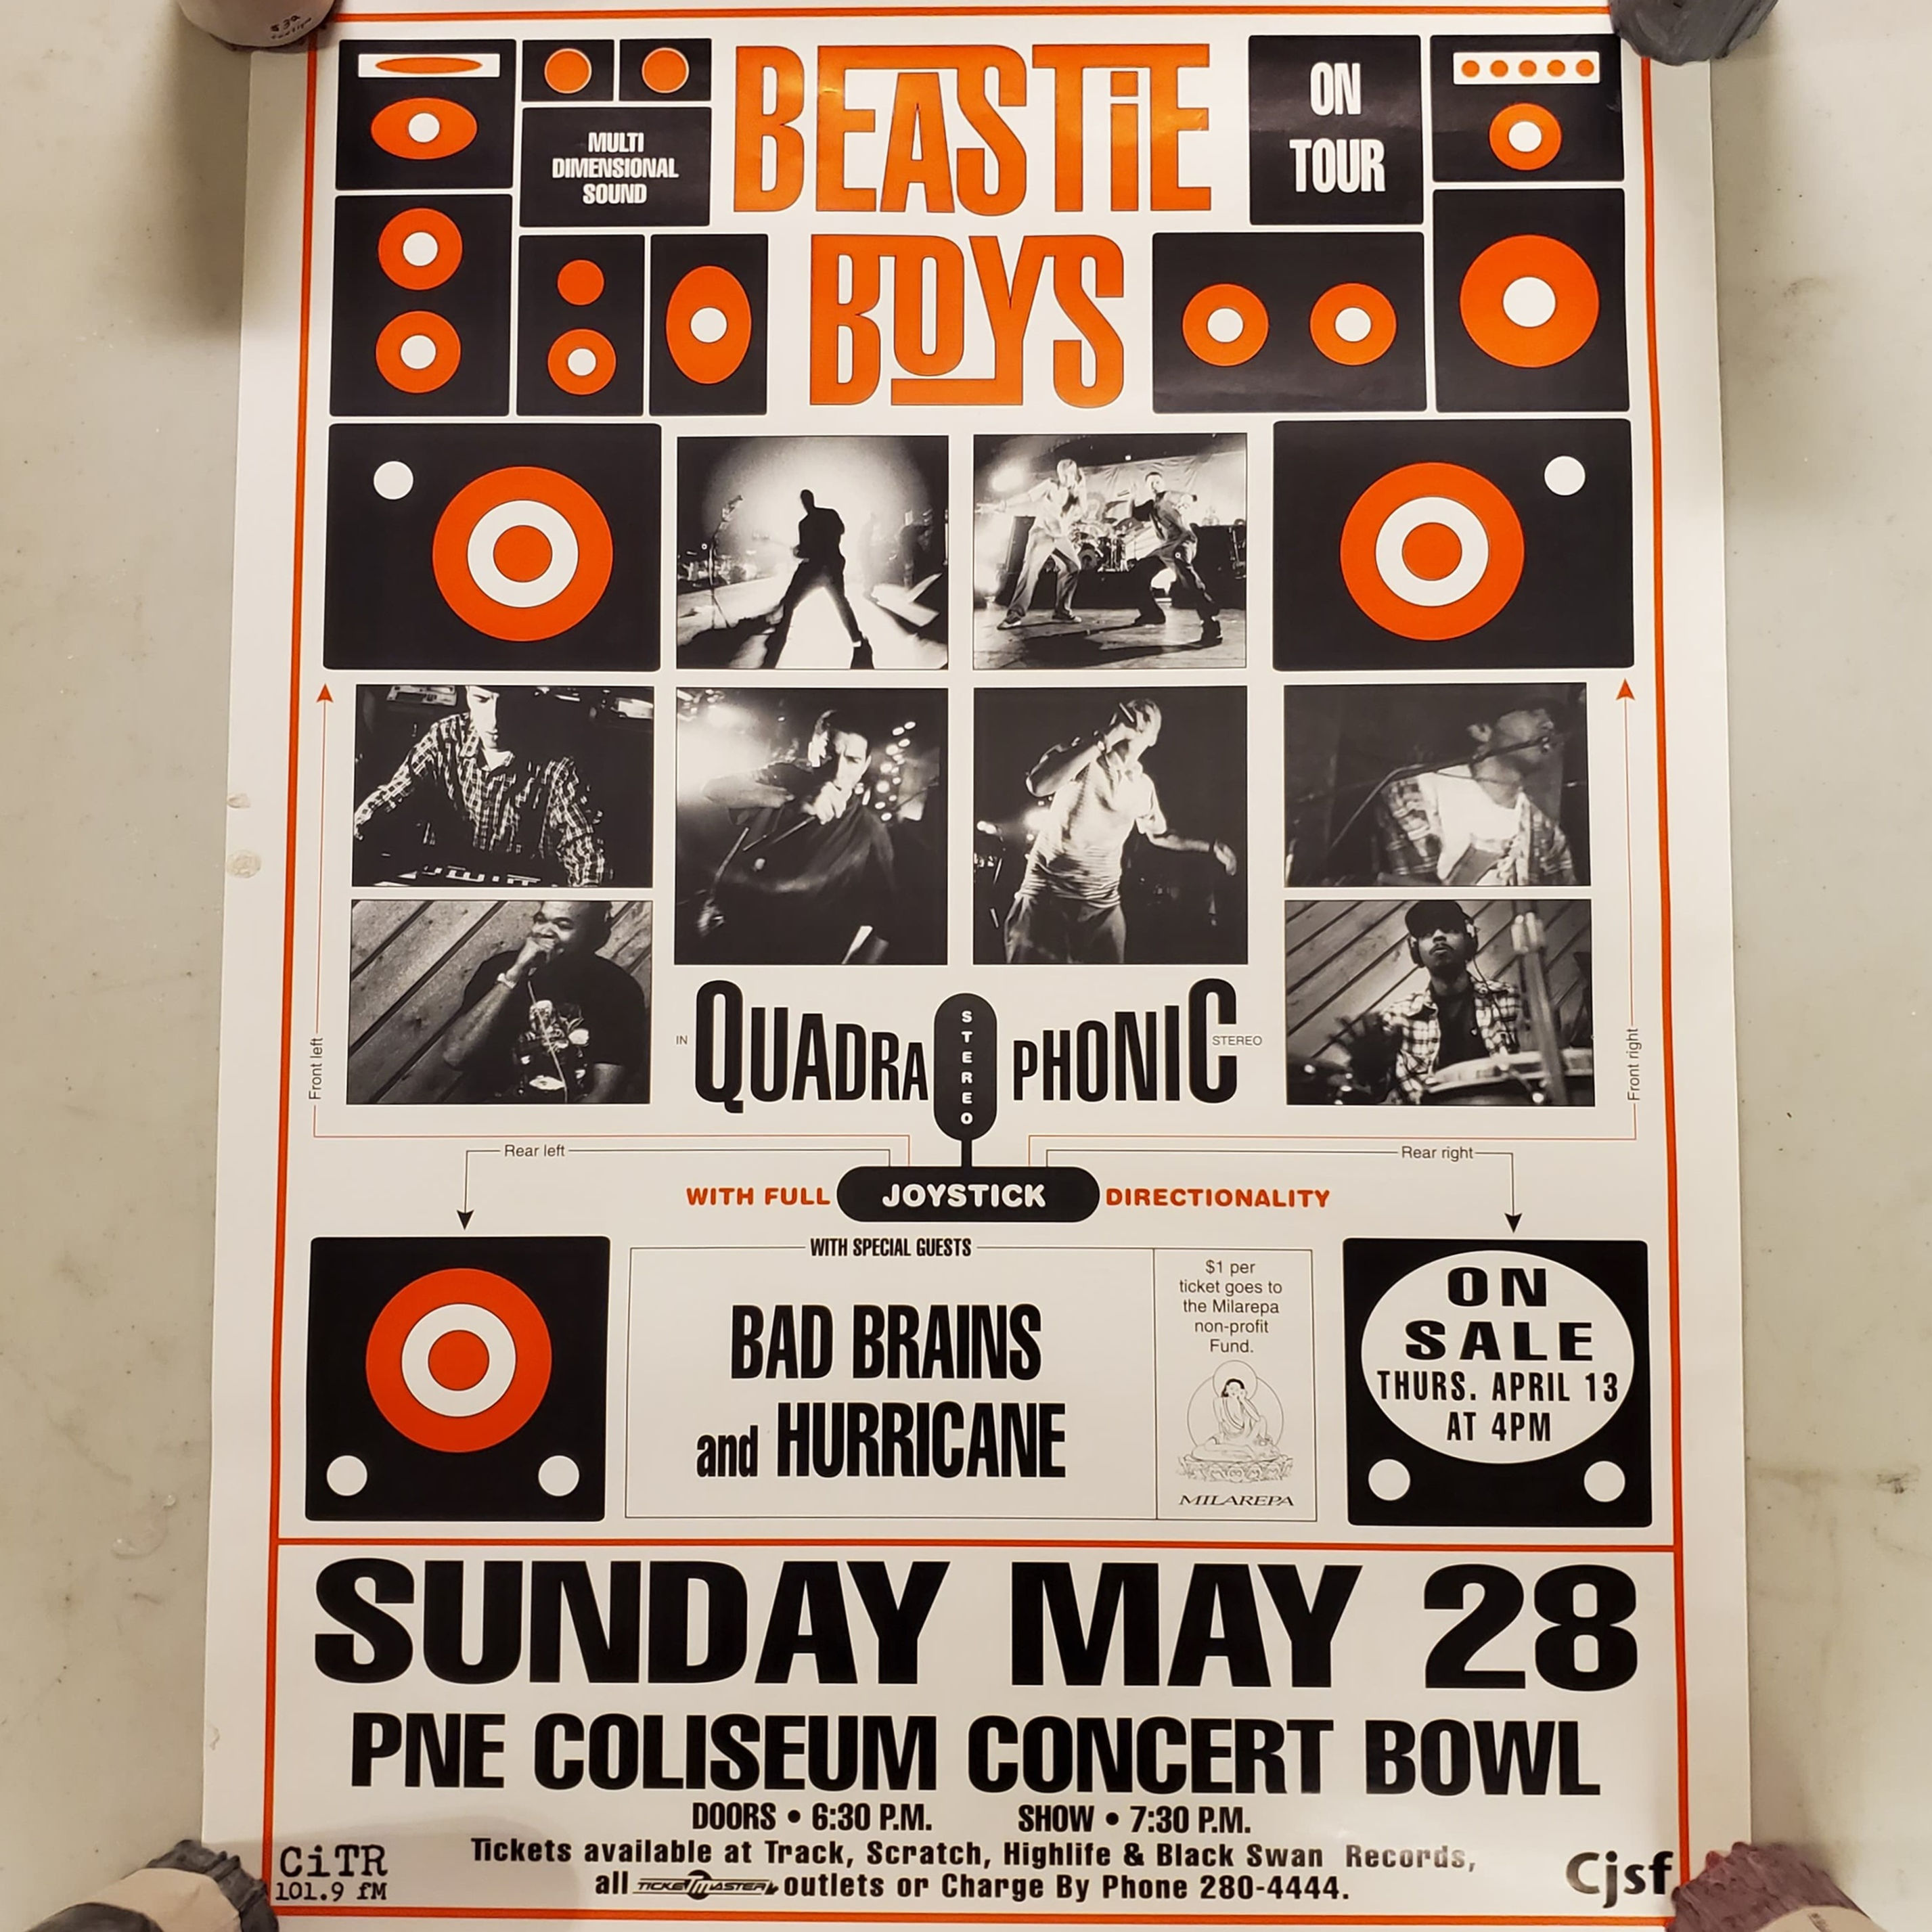 BEASTiE
BOYS
MULTI
DIMENSIONAL
SOUND
ON
TOUR
IN QUADRA STEREO PHONIC STEREO
Front left
Front right
Rear left
Rear right
WITH FULL JOYSTICK DIRECTIONALITY
WITH SPECIAL GUESTS
BAD BRAINS
and HURRICANE
$1 per
ticket goes to
the Milarepa
non-profit
Fund.
MILAREPA
ON
SALE
THURS. APRIL 13
AT 4PM
SUNDAY MAY 28
PNE COLISEUM CONCERT BOWL
DOORS • 6:30 P.M. SHOW • 7:30 P.M.
Tickets available at Track, Scratch, Highlife & Black Swan Records,
all TICKETMASTER outlets or Charge By Phone 280-4444.
CiTR
101.9 fM
Cjsf